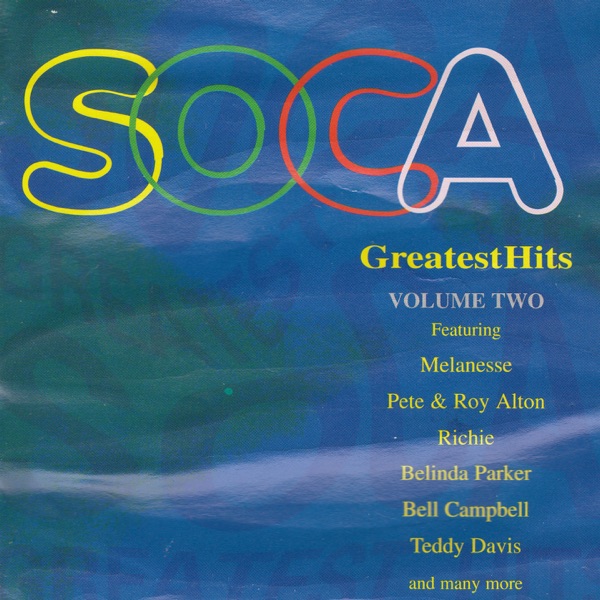 SOCA
GreatestHits
VOLUME TWO
Featuring
Melanesse
Pete & Roy Alton
Richie
Belinda Parker
Bell Campbell
Teddy Davis
and many more